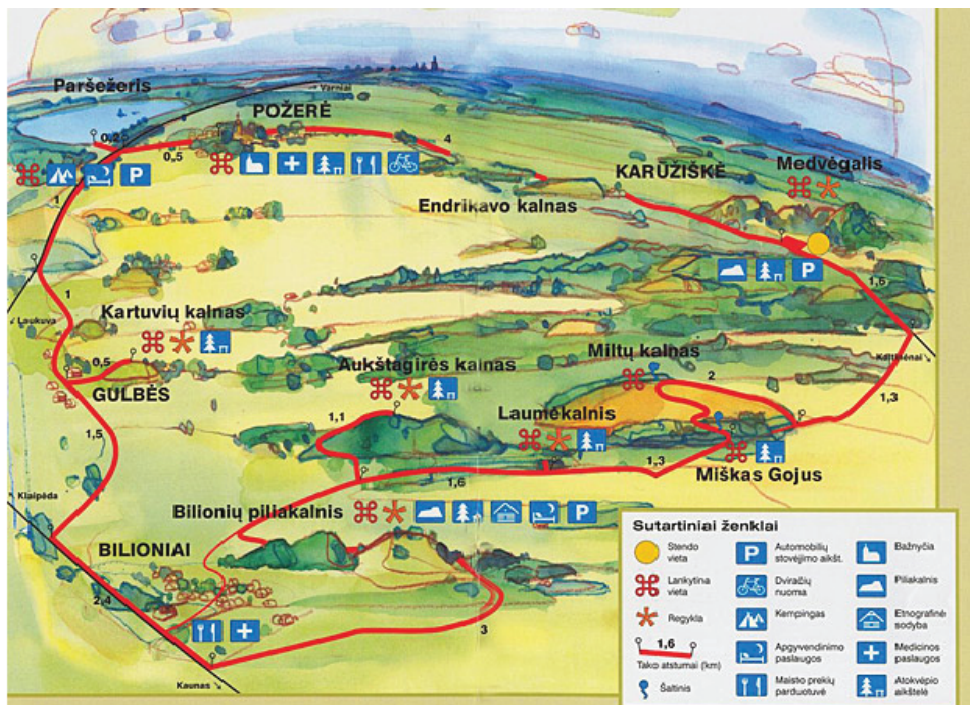 Varniai
Paršežeris
POŽERĖ
0,2
0,5
4
P
KARŪŽIŠKĖ
Medvėgalis
Endrikavo kalnas
1
P
1,5
1
Laukuva
Kartuvių kalnas
0,5
GULBĖS
Aukštagirės kalnas
Miltų kalnas
Kaltinėnai
2
1,3
1,1
Laumėkalnis
1,5
1,3
Miškas Gojus
1,6
Klaipėda
Bilionių piliakalnis
P
BILIONIAI
2,4
3
Kaunas
Sutartiniai ženklai
Stendo
vieta
P
Automobilių
stovėjimo aikšt.
Bažnyčia
Lankytina
vieta
Dviračių
nuoma
Piliakalnis
Regykla
Kempingas
Etnografinė
sodyba
1,6
Tako atstumai (km)
Apgyvendinimo
paslaugos
Medicinos
paslaugos
Šaltinis
Maisto prekių
parduotuvė
Atokvėpio
aikštelė